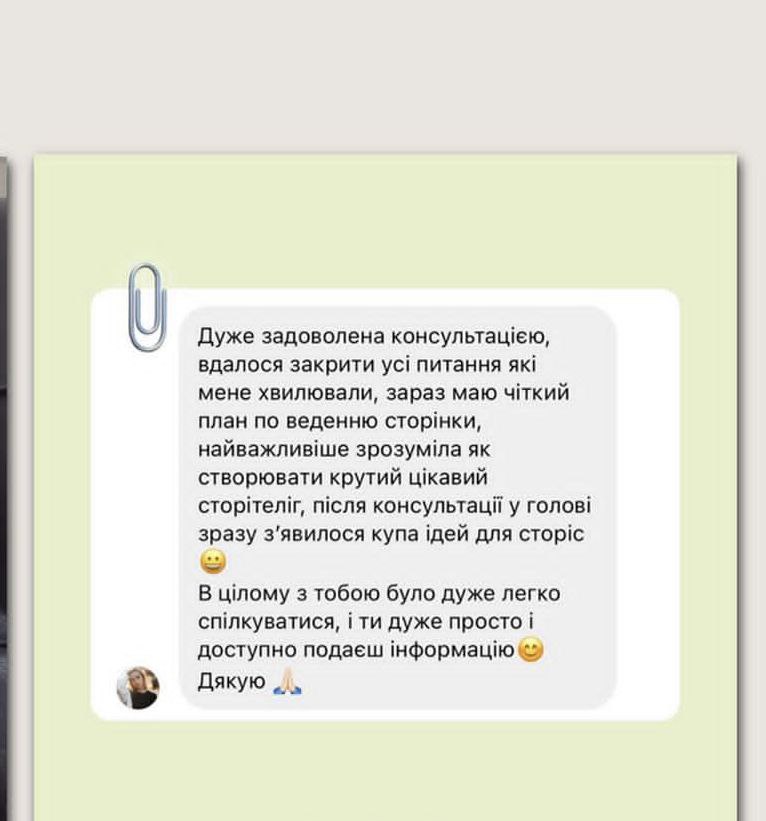 Дуже задоволена консультацією,
вдалося закрити усі питання які
мене хвилювали, зараз маю чіткий
план по веденню сторінки,
найважливіше зрозуміла як
створювати крутий цікавий
сторітеліг, після консультації у голові
зразу з’явилося купа ідей для сторіс
😀
В цілому з тобою було дуже легко
спілкуватися, і ти дуже просто і
доступно подаєш інформацію😊
Дякую 🙏🏻